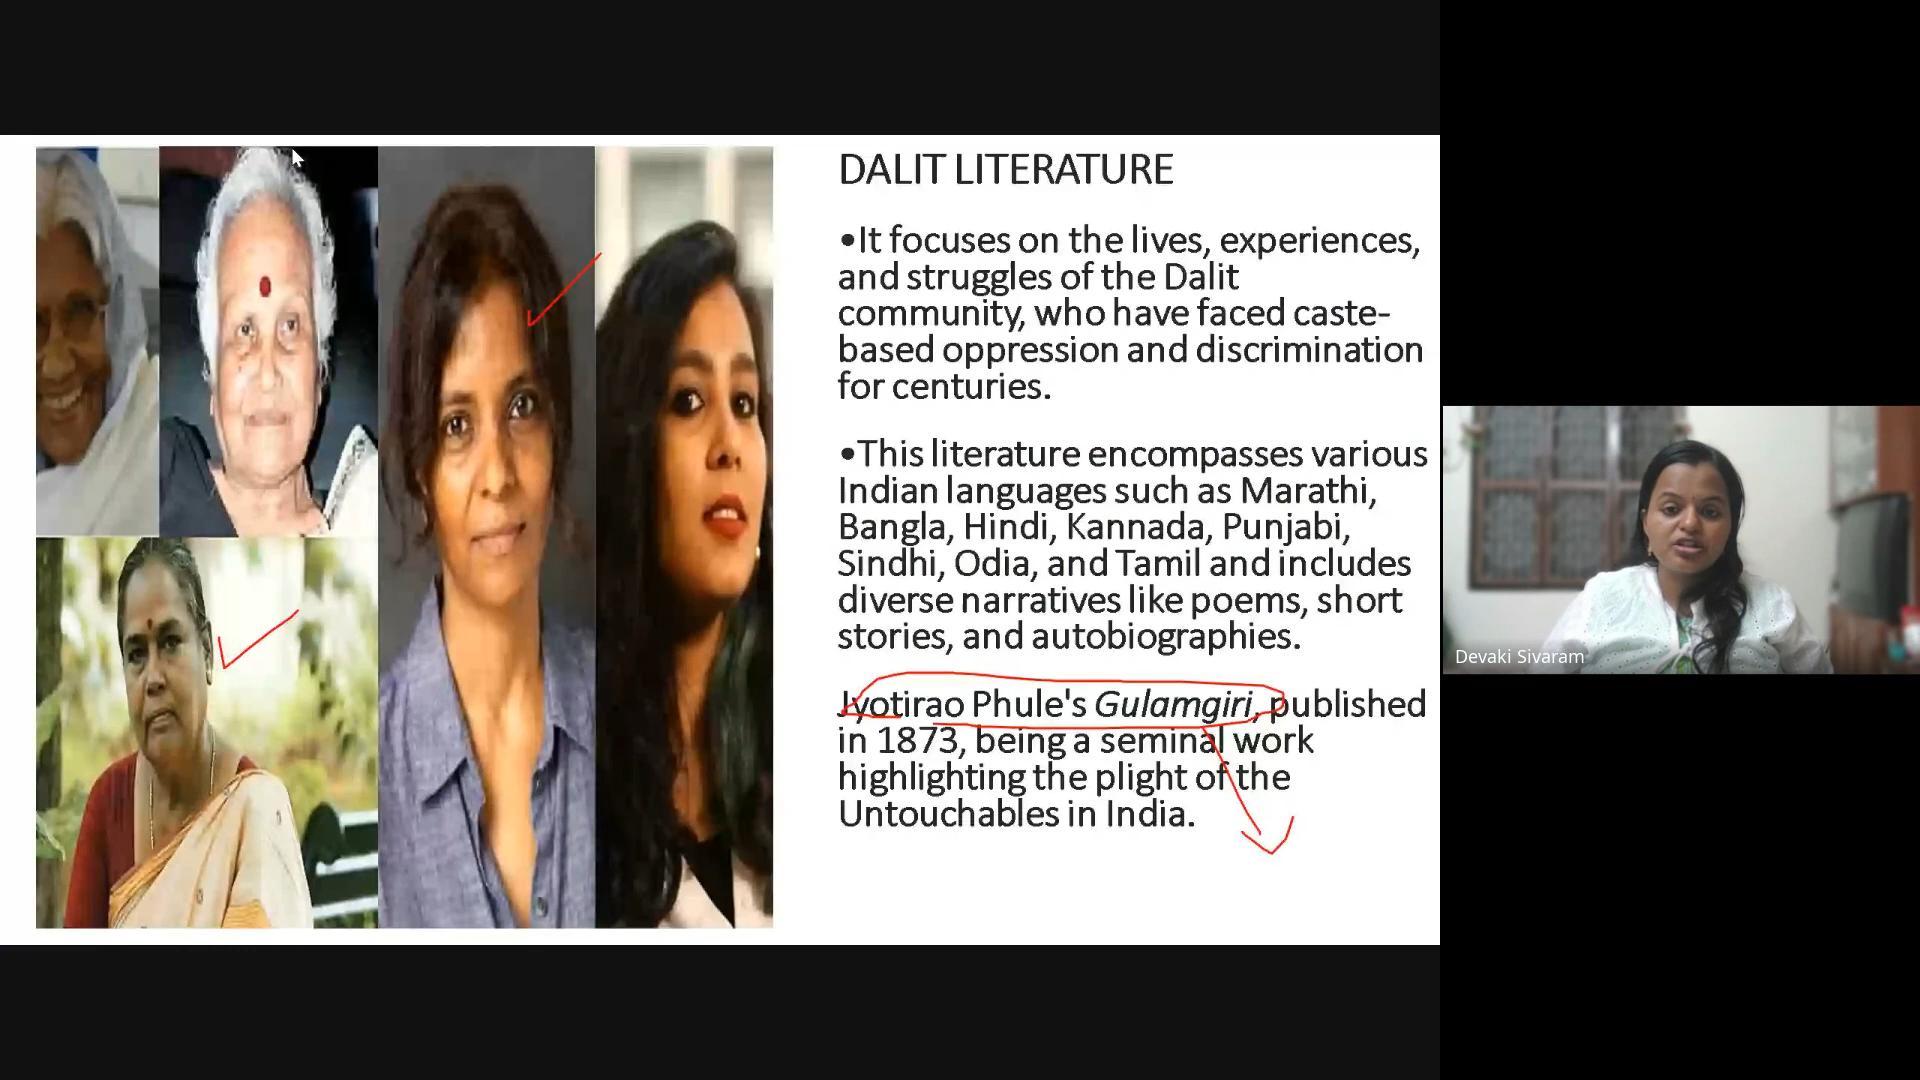 DALIT LITERATURE
•It focuses on the lives, experiences,
and struggles of the Dalit
community, who have faced caste-
based oppression and discrimination
for centuries.
•This literature encompasses various
Indian languages such as Marathi,
Bangla, Hindi, Kannada, Punjabi,
Sindhi, Odia, and Tamil and includes
diverse narratives like poems, short
stories, and autobiographies.
Jyotirao Phule's Gulamgiri, published
in 1873, being a seminal work
highlighting the plight of the
Untouchables in India.
Devaki Sivaram